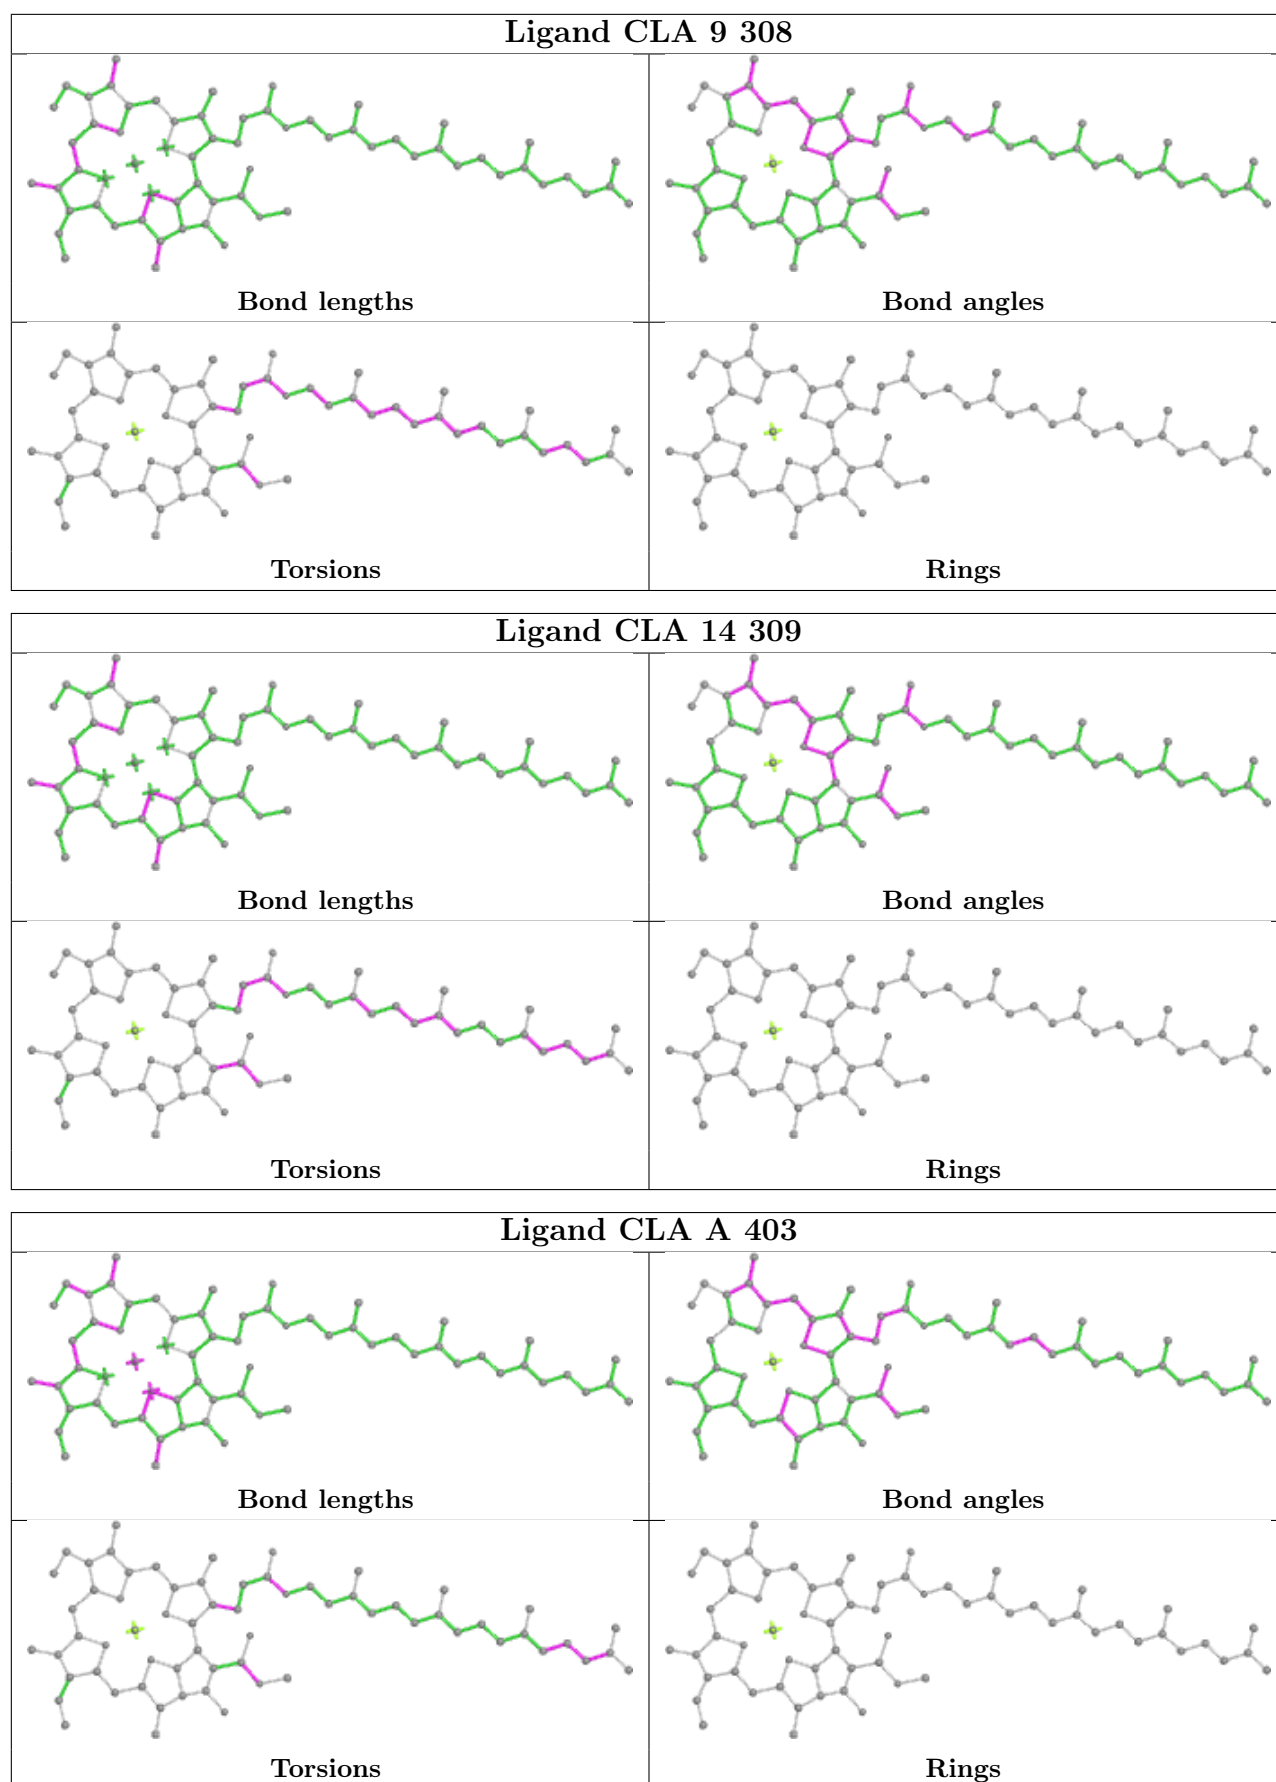 Ligand CLA 9 308
Bond lengths
Bond angles
Torsions
Rings
Ligand CLA 14 309
Bond lengths
Bond angles
Torsions
Rings
Ligand CLA A 403
Bond lengths
Bond angles
Torsions
Rings